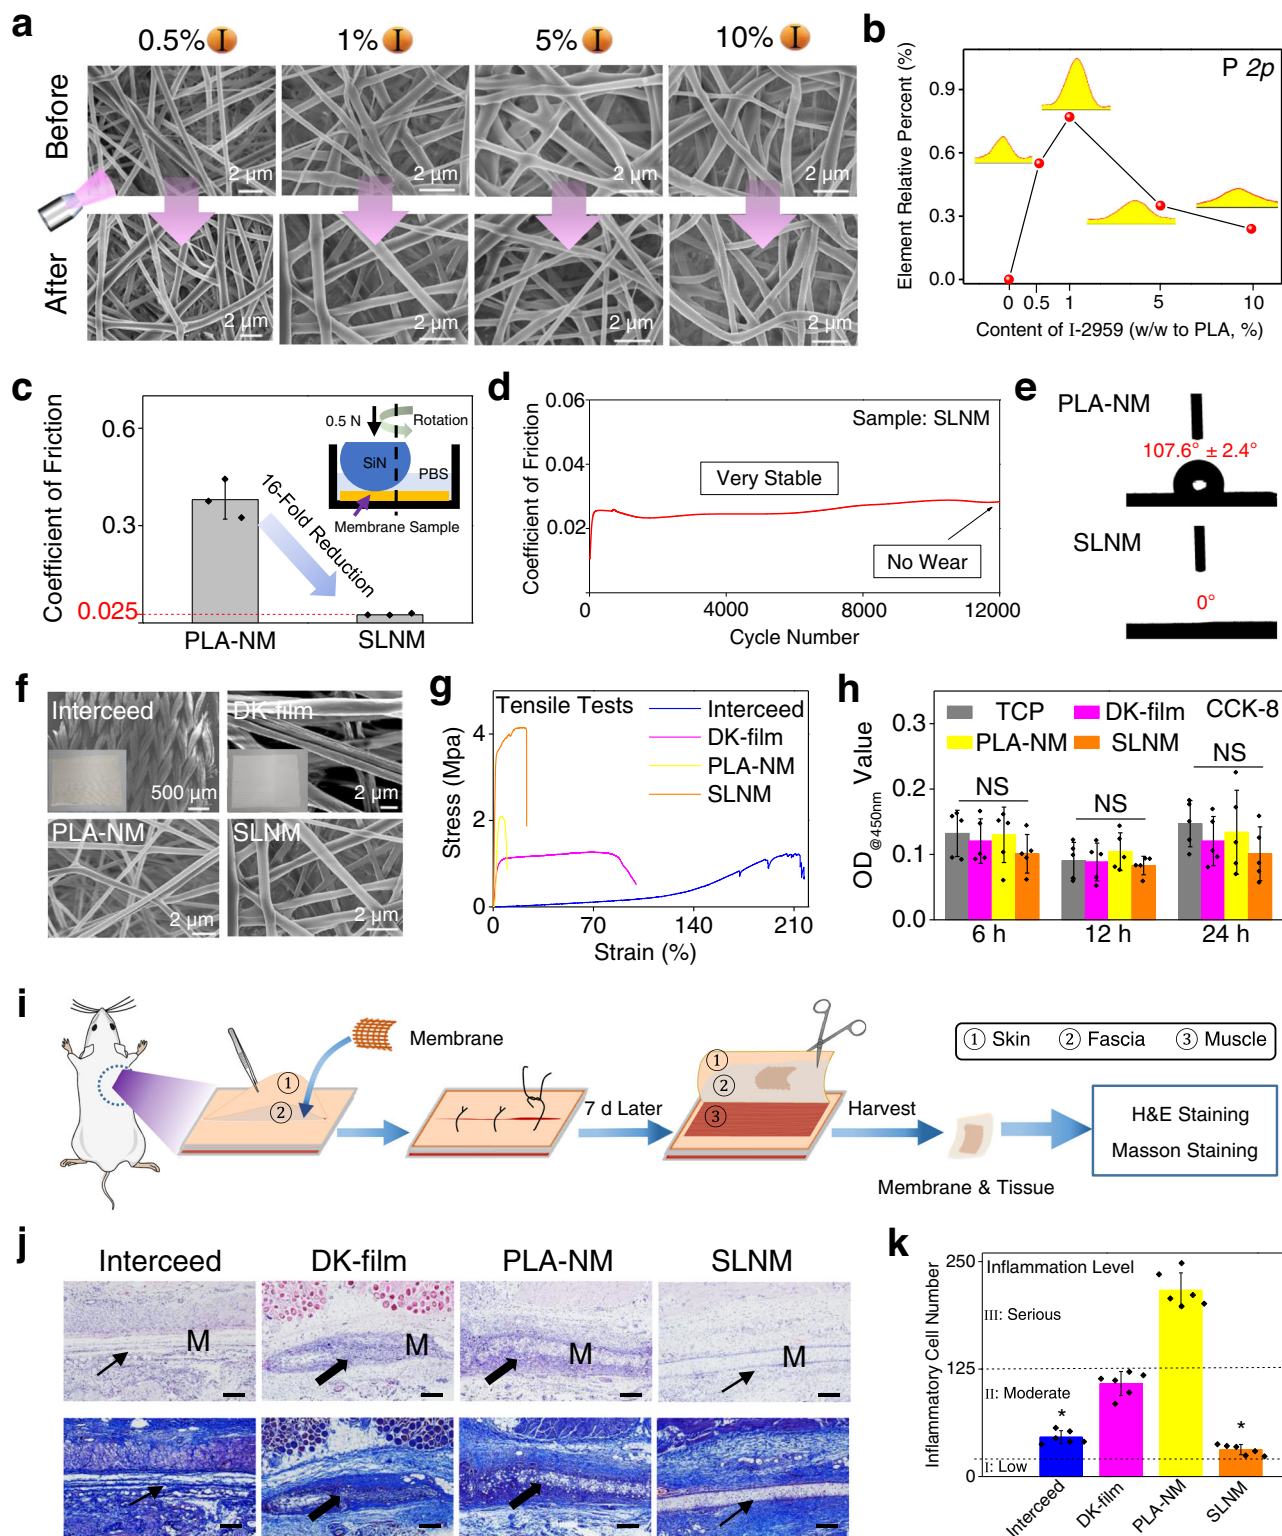 a
0.5% I
1% I
5% I
10% I
Before
2 μm
2 μm
2 μm
2 μm
After
2 μm
2 μm
2 μm
2 μm
b
P 2p
Element Relative Percent (%)
0.9
0.6
0.3
0.0
0 0.5 1 5 10
Content of I-2959 (w/w to PLA, %)
c
Coefficient of Friction
0.6
0.3
0.025
16-Fold Reduction
0.5 N
Rotation
SiN
PBS
Membrane Sample
PLA-NM
SLNM
d
Coefficient of Friction
0.06
0.04
0.02
0.00
Sample: SLNM
Very Stable
No Wear
0 4000 8000 12000
Cycle Number
e
PLA-NM
107.6° ± 2.4°
SLNM
0°
f
Interceed
500 μm
DK-film
2 μm
PLA-NM
2 μm
SLNM
2 μm
g
Tensile Tests
Interceed
DK-film
PLA-NM
SLNM
Stress (Mpa)
4
2
0
0 70 140 210
Strain (%)
h
OD@450nm Value
0.3
0.2
0.1
0.0
TCP
DK-film
CCK-8
PLA-NM
SLNM
NS
NS
NS
6 h
12 h
24 h
i
Membrane
① Skin ② Fascia ③ Muscle
①
②
7 d Later
①
②
③
Harvest
Membrane & Tissue
H&E Staining
Masson Staining
j
Interceed
DK-film
PLA-NM
SLNM
M
M
M
M
k
Inflammatory Cell Number
250
125
0
Inflammation Level
III: Serious
II: Moderate
I: Low
*
*
Interceed
DK-film
PLA-NM
SLNM